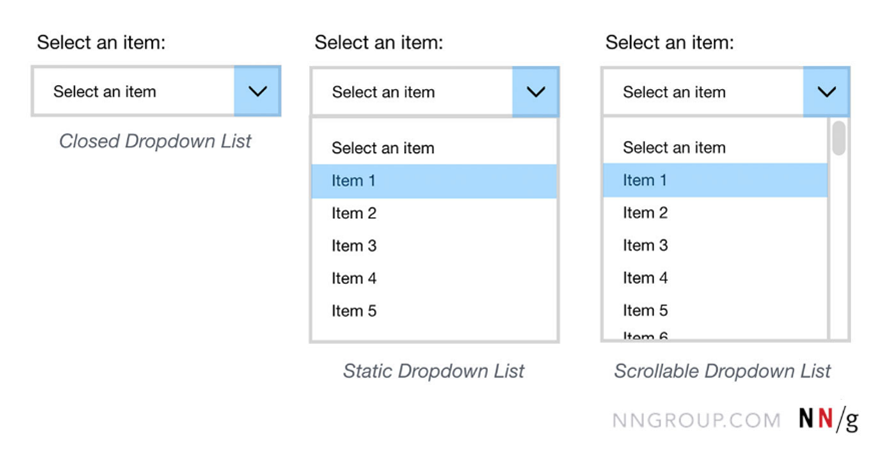 Select an item:
Select an item
Closed Dropdown List
Select an item:
Select an item
Select an item
Item 1
Item 2
Item 3
Item 4
Item 5
Static Dropdown List
Select an item:
Select an item
Select an item
Item 1
Item 2
Item 3
Item 4
Item 5
Item 6
Scrollable Dropdown List
NNGROUP.COM NN/g